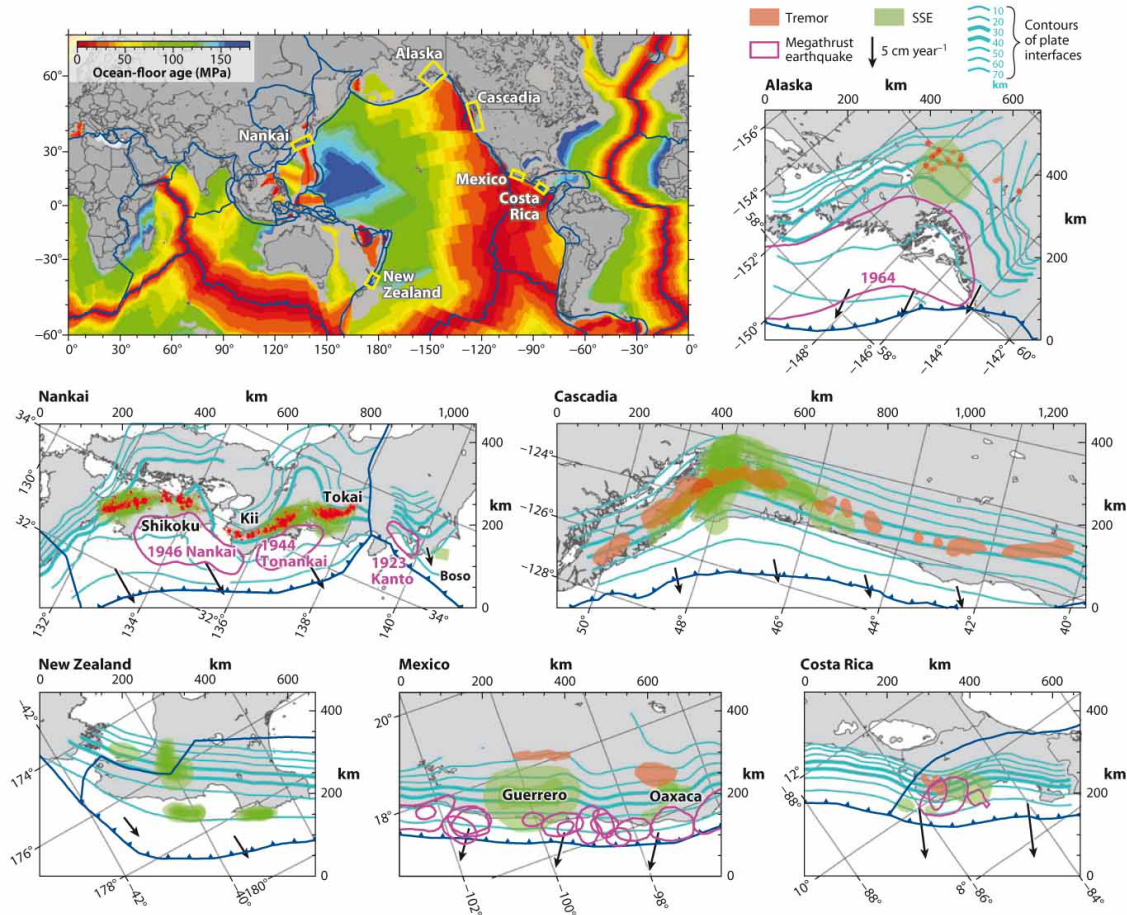 0 50 100 150
Ocean-floor age (MPa)
Alaska
Cascadia
Nankai
Mexico
Costa
Rica
New
Zealand
60°
30°
0°
−30°
−60°
0° 30° 60° 90° 120° 150° −180° −150° −120° −90° −60° −30° 0°
Tremor
SSE
Megathrust
earthquake
5 cm year⁻¹
10
20
30
40
50
60
70
km
Contours
of plate
interfaces
Alaska
0 200 km 400 600
−156°
−154°
−58°
−152°
−150°
400
km
200
0
1964
−148° −146° 58° −144° −142° 60°
Nankai
0 200 400 km 600 800 1,000
34°
130°
32°
400
km
200
0
Tokai
Kii
Shikoku
1946 Nankai
1944
Tonankai
1923
Kanto
Boso
132° 134° 32° 136° 138° 140° 34°
Cascadia
0 200 400 km 600 800 1,000 1,200
−124°
−126°
−128°
400
km
200
0
50° 48° 46° 44° 42° 40°
New Zealand
0 200 km 400 600
−42°
174°
176°
400
km
200
0
178° −42° −40° 180°
Mexico
0 200 km 400 600
20°
18°
400
km
200
0
Guerrero
Oaxaca
−102° −100° −98°
Costa Rica
0 200 km 400 600
12°
−88°
400
km
200
0
10° −88° 8° −86° −84°